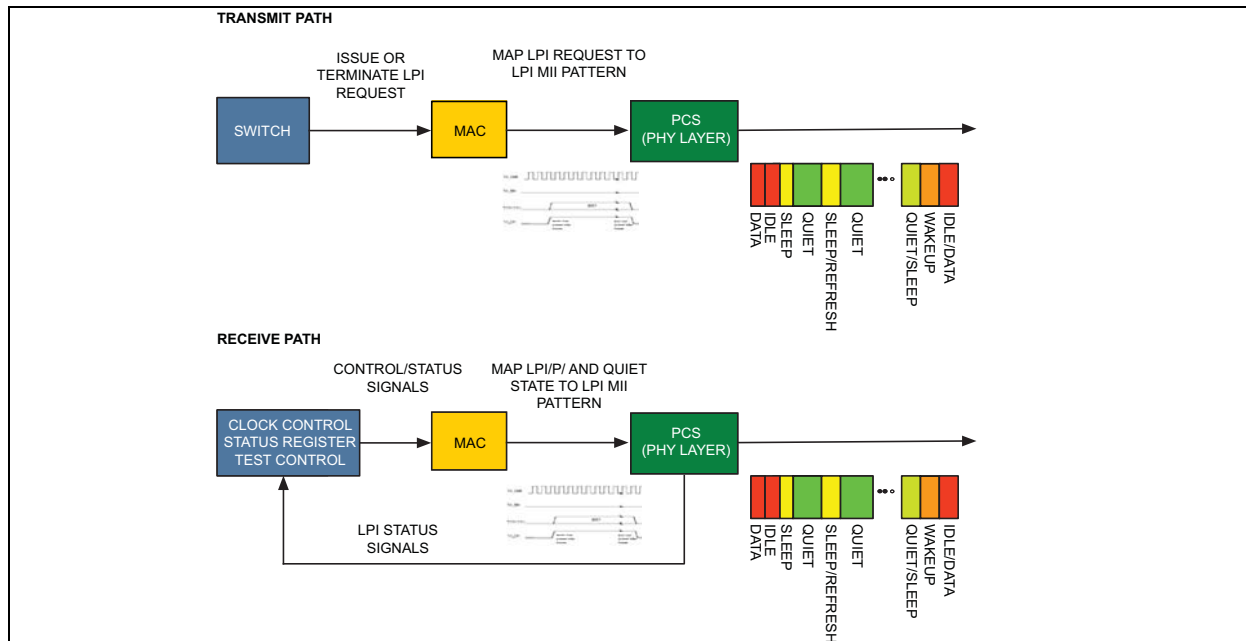 TRANSMIT PATH
ISSUE OR
TERMINATE LPI
REQUEST
MAP LPI REQUEST TO
LPI MII PATTERN
SWITCH
MAC
PCS
(PHY LAYER)
DATA
IDLE
SLEEP
QUIET
SLEEP/REFRESH
QUIET
QUIET/SLEEP
WAKEUP
IDLE/DATA
RECEIVE PATH
CONTROL/STATUS
SIGNALS
MAP LPI/P/ AND QUIET
STATE TO LPI MII
PATTERN
CLOCK CONTROL
STATUS REGISTER
TEST CONTROL
MAC
PCS
(PHY LAYER)
LPI STATUS
SIGNALS
DATA
IDLE
SLEEP
QUIET
SLEEP/REFRESH
QUIET
QUIET/SLEEP
WAKEUP
IDLE/DATA